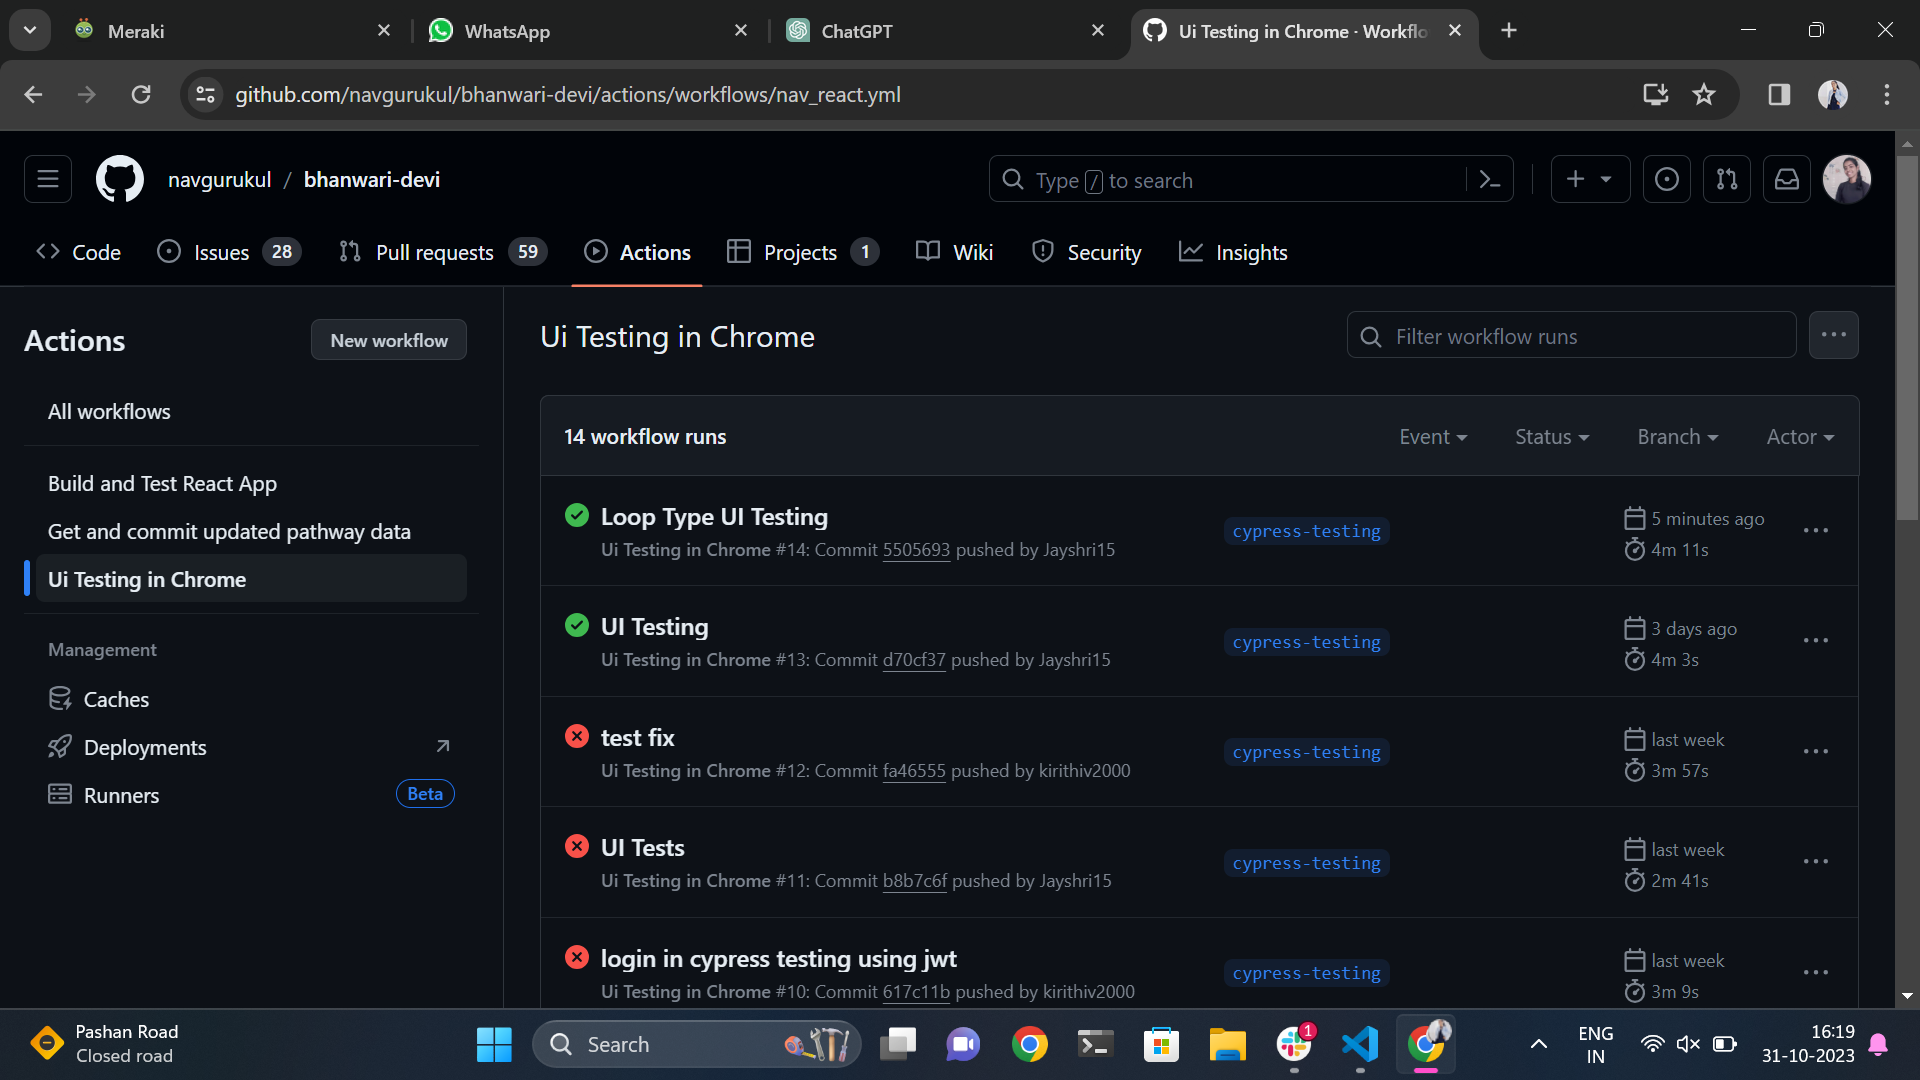 Meraki
WhatsApp
ChatGPT
Ui Testing in Chrome · Workflo
github.com/navgurukul/bhanwari-devi/actions/workflows/nav_react.yml
navgurukul / bhanwari-devi
Type / to search
Code
Issues 28
Pull requests 59
Actions
Projects 1
Wiki
Security
Insights
Actions
New workflow
All workflows
Build and Test React App
Get and commit updated pathway data
Ui Testing in Chrome
Management
Caches
Deployments
Runners
Beta
Ui Testing in Chrome
Filter workflow runs
14 workflow runs
Event
Status
Branch
Actor
Loop Type UI Testing
Ui Testing in Chrome #14: Commit 5505693 pushed by Jayshri15
cypress-testing
5 minutes ago
4m 11s
UI Testing
Ui Testing in Chrome #13: Commit d70cf37 pushed by Jayshri15
cypress-testing
3 days ago
4m 3s
test fix
Ui Testing in Chrome #12: Commit fa46555 pushed by kirithiv2000
cypress-testing
last week
3m 57s
UI Tests
Ui Testing in Chrome #11: Commit b8b7c6f pushed by Jayshri15
cypress-testing
last week
2m 41s
login in cypress testing using jwt
Ui Testing in Chrome #10: Commit 617c11b pushed by kirithiv2000
cypress-testing
last week
3m 9s
Pashan Road
Closed road
Search
1
ENG
IN
16:19
31-10-2023